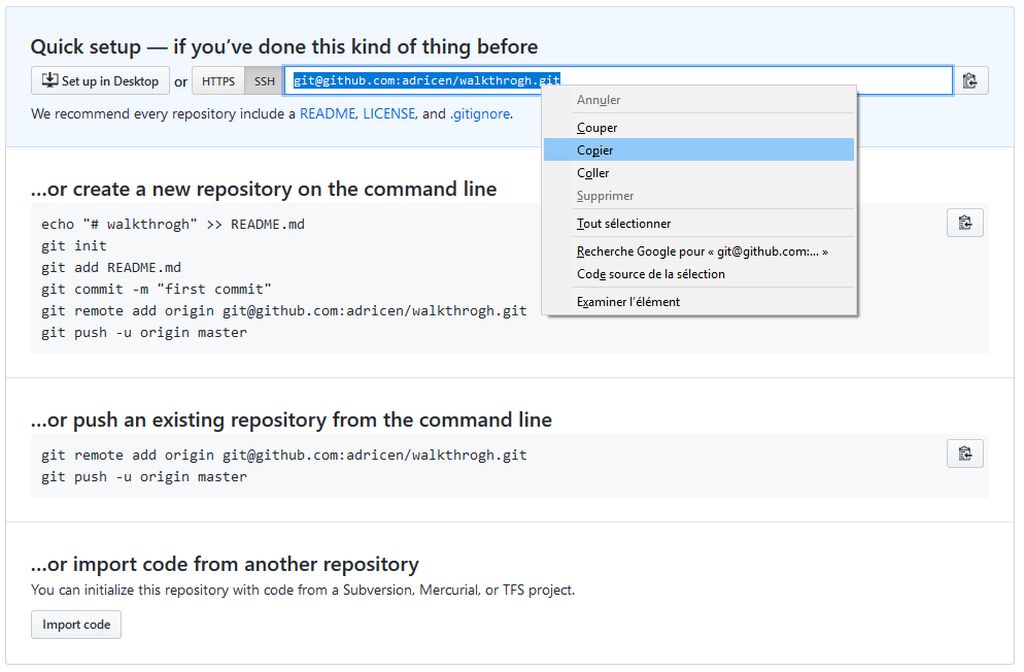 Quick setup — if you’ve done this kind of thing before
Set up in Desktop or HTTPS SSH git@github.com:adricen/walkthrogh.git
We recommend every repository include a README, LICENSE, and .gitignore.
Annuler
Couper
Copier
Coller
Supprimer
Tout sélectionner
Recherche Google pour « git@github.com:... »
Code source de la sélection
Examiner l’élément
...or create a new repository on the command line
echo "# walkthrogh" >> README.md
git init
git add README.md
git commit -m "first commit"
git remote add origin git@github.com:adricen/walkthrogh.git
git push -u origin master
...or push an existing repository from the command line
git remote add origin git@github.com:adricen/walkthrogh.git
git push -u origin master
...or import code from another repository
You can initialize this repository with code from a Subversion, Mercurial, or TFS project.
Import code